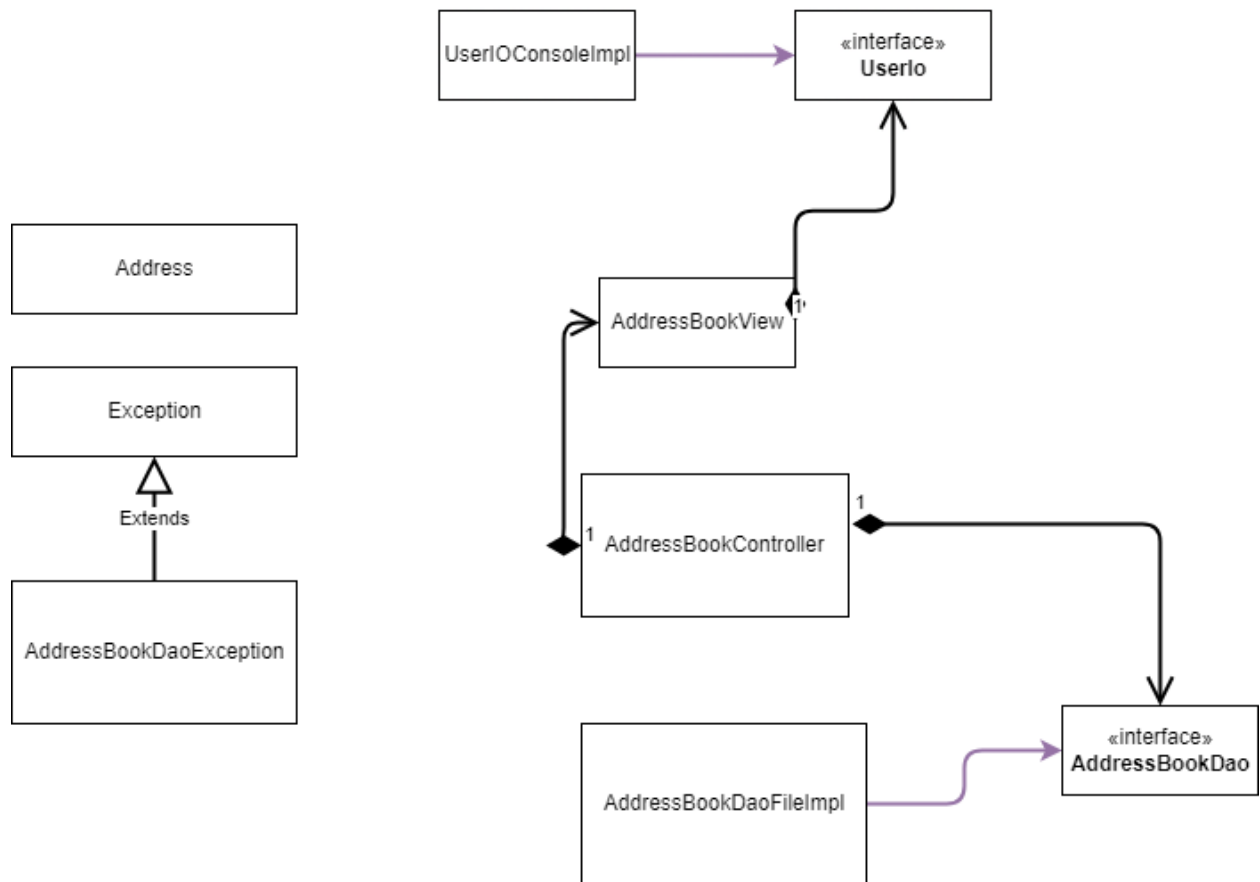 UserIOConsoleImpl
«interface»
UserIo
Address
AddressBookView
1
Exception
Extends
1
AddressBookController
1
AddressBookDaoException
«interface»
AddressBookDao
AddressBookDaoFileImpl